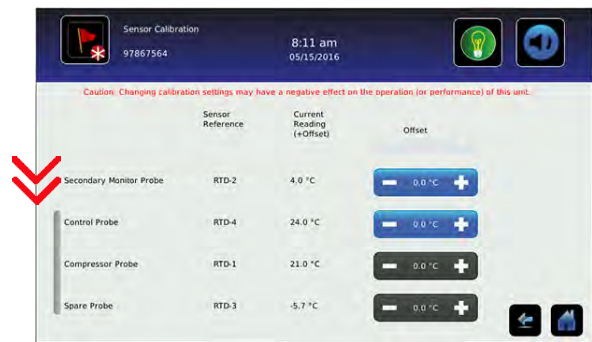 Sensor Calibration
97867564
8:11 am
05/15/2016
Caution: Changing calibration settings may have a negative effect on the operation (or performance) of this unit.
Sensor Reference
Current Reading (+Offset)
Offset
Secondary Monitor Probe RTD-2 4.0 °C 0.0 °C
Control Probe RTD-4 24.0 °C 0.0 °C
Compressor Probe RTD-1 21.0 °C 0.0 °C
Spare Probe RTD-3 -5.7 °C 0.0 °C